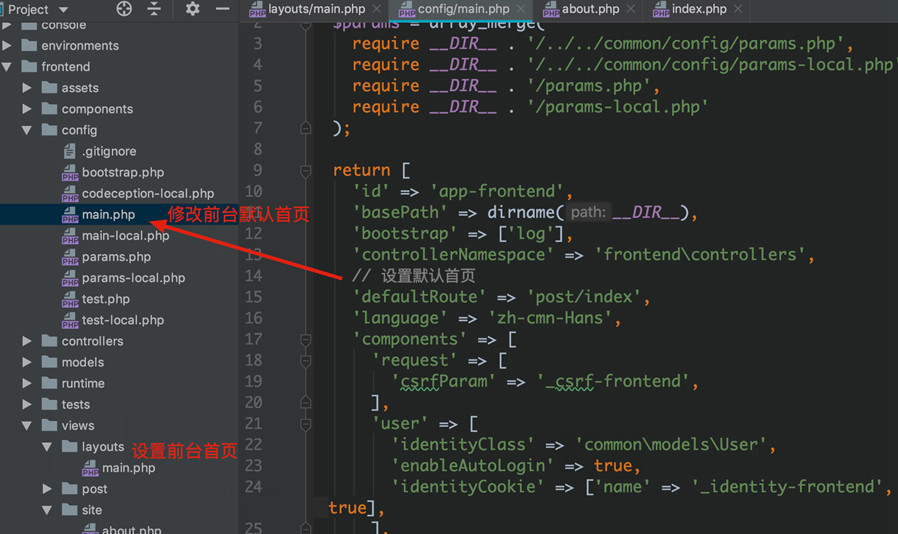 Project
layouts/main.php
config/main.php
about.php
index.php
console
environments
frontend
assets
components
config
.gitignore
bootstrap.php
codeception-local.php
main.php
修改前台默认首页
main-local.php
params.php
params-local.php
test.php
test-local.php
controllers
models
runtime
tests
views
layouts
设置前台首页
main.php
post
site
about.php
2 $params = array_merge(
3 require __DIR__ . '/../../common/config/params.php',
4 require __DIR__ . '/../../common/config/params-local.php'
5 require __DIR__ . '/params.php',
6 require __DIR__ . '/params-local.php'
7 );
8
9 return [
10 'id' => 'app-frontend',
11 'basePath' => dirname( path: __DIR__),
12 'bootstrap' => ['log'],
13 'controllerNamespace' => 'frontend\controllers',
14 // 设置默认首页
15 'defaultRoute' => 'post/index',
16 'language' => 'zh-cmn-Hans',
17 'components' => [
18 'request' => [
19 'csrfParam' => '_csrf-frontend',
20 ],
21 'user' => [
22 'identityClass' => 'common\models\User',
23 'enableAutoLogin' => true,
24 'identityCookie' => ['name' => '_identity-frontend',
true],
25 ],